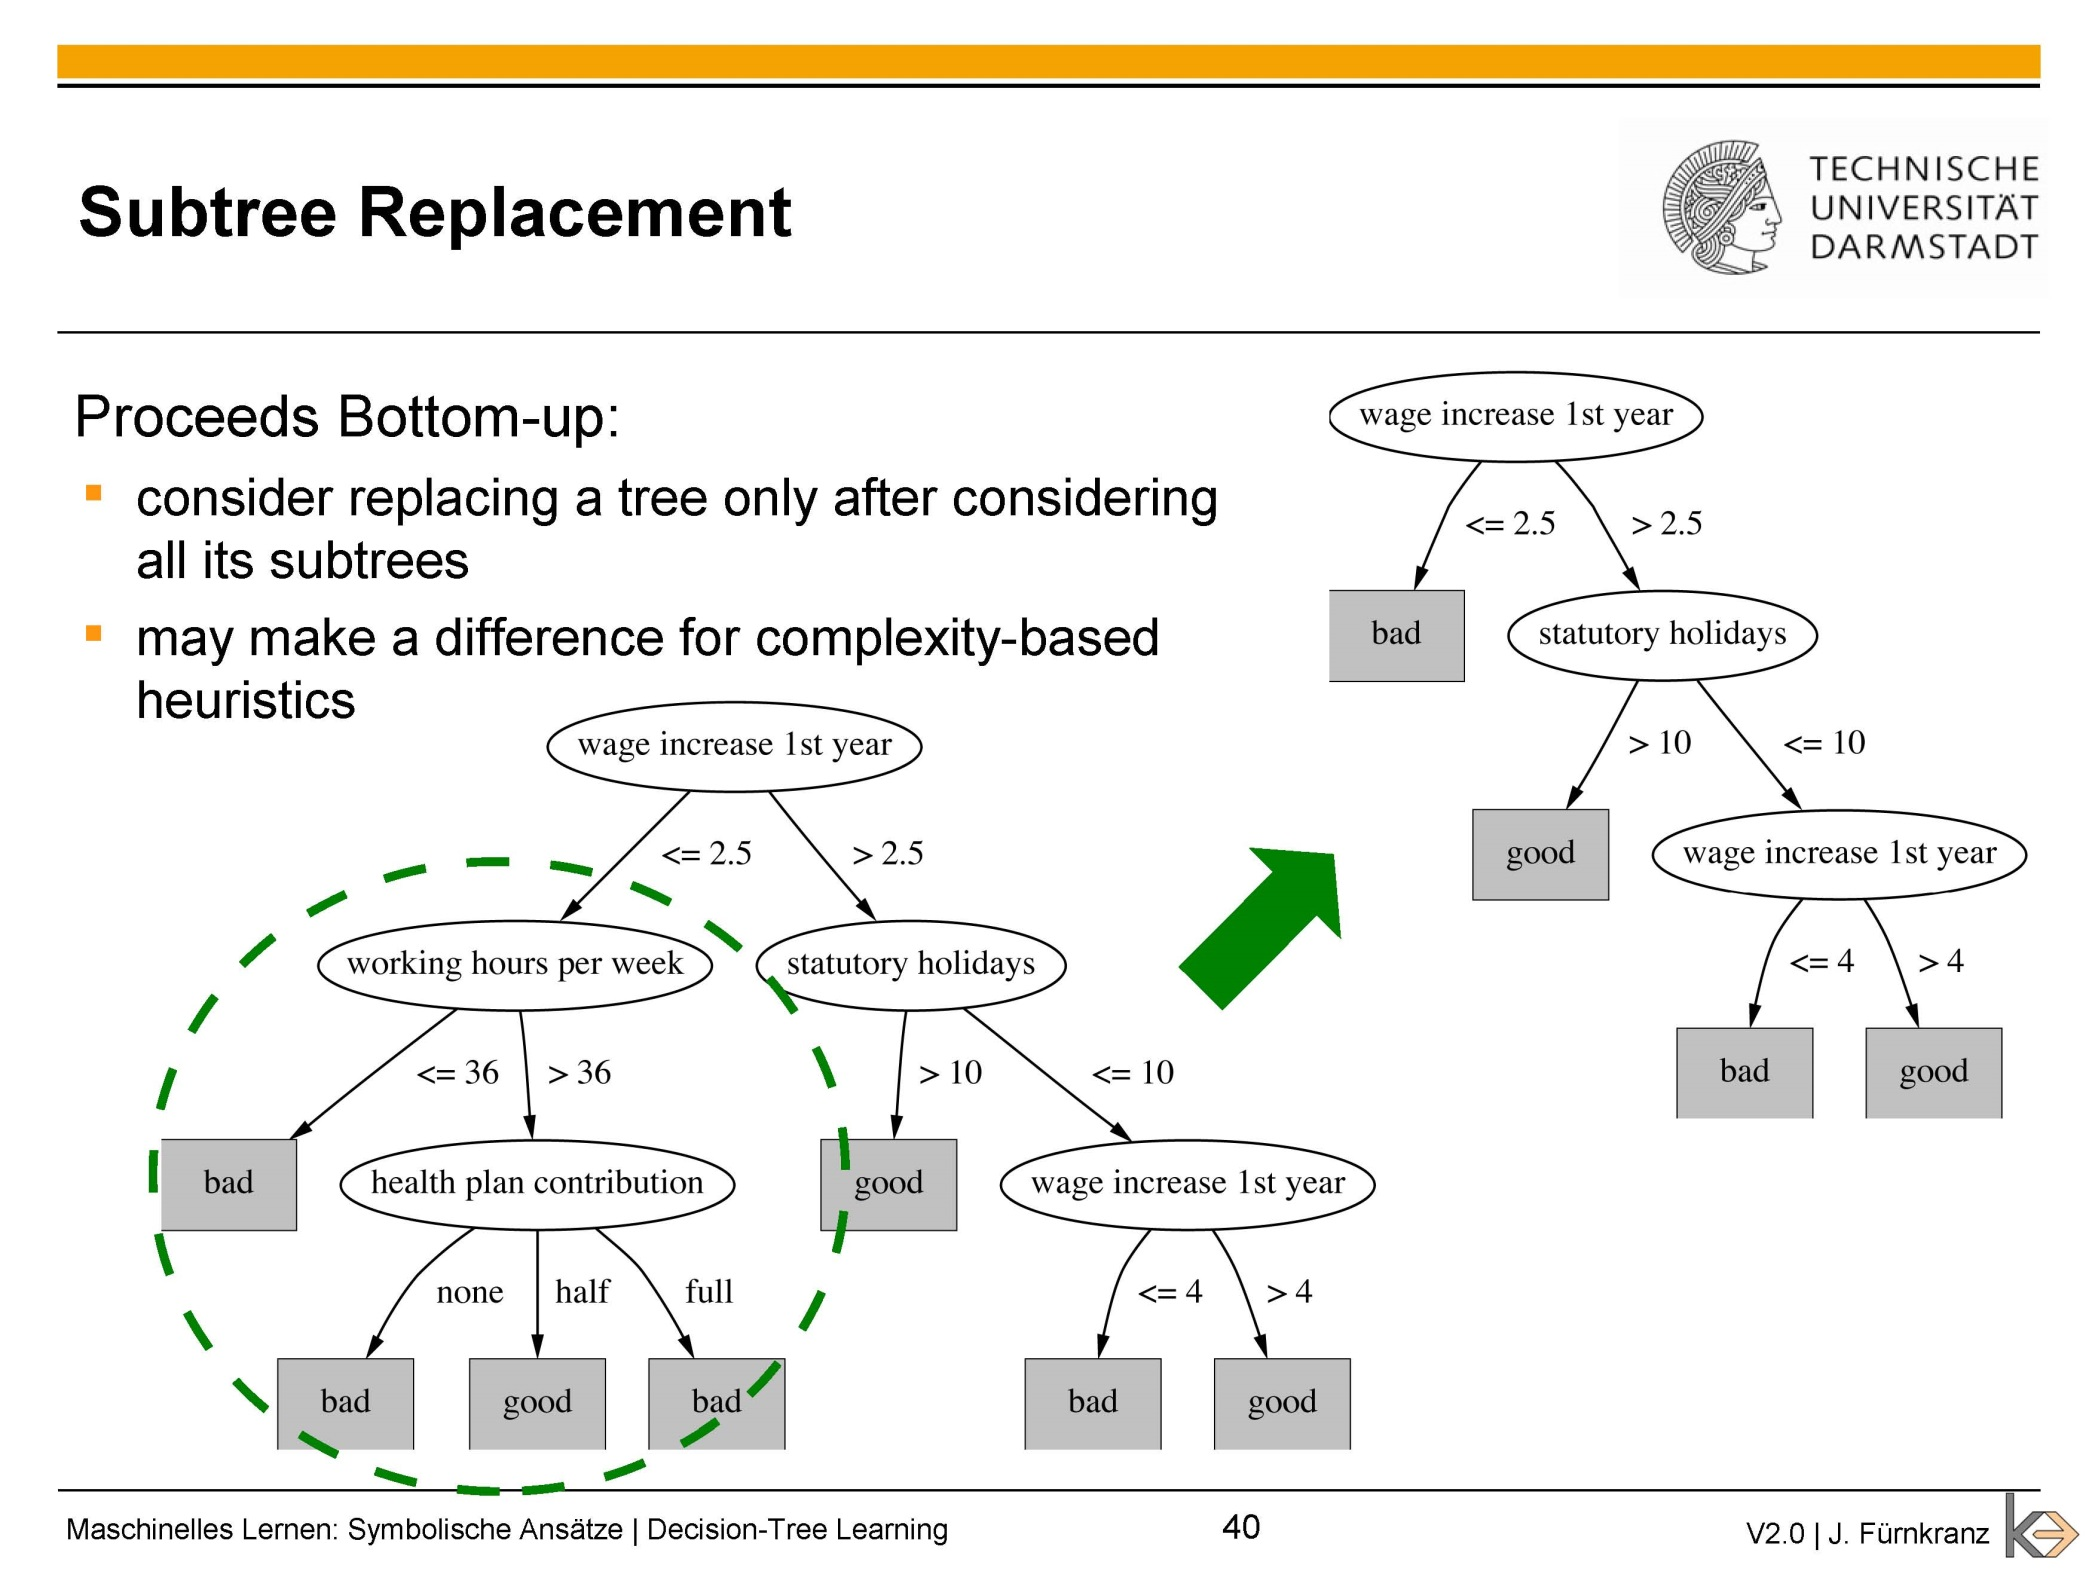 Subtree Replacement
TECHNISCHE
UNIVERSITÄT
DARMSTADT
Proceeds Bottom-up:
consider replacing a tree only after considering
all its subtrees
may make a difference for complexity-based
heuristics
wage increase 1st year
<= 2.5 > 2.5
working hours per week statutory holidays
<= 36 > 36 > 10 <= 10
bad health plan contribution good wage increase 1st year
none half full <= 4 > 4
bad good bad bad good
wage increase 1st year
<= 2.5 > 2.5
bad statutory holidays
> 10 <= 10
good wage increase 1st year
<= 4 > 4
bad good
Maschinelles Lernen: Symbolische Ansätze | Decision-Tree Learning
40
V2.0 | J. Fürnkranz